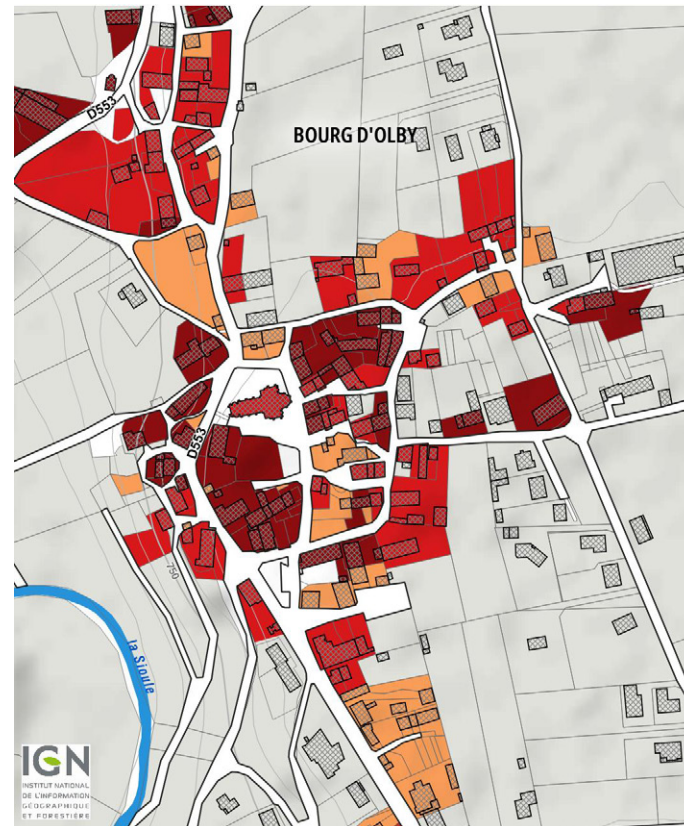 D553
BOURG D'OLBY
D553
750
la Sioule
IGN
INSTITUT NATIONAL
DE L'INFORMATION
GÉOGRAPHIQUE
ET FORESTIÈRE